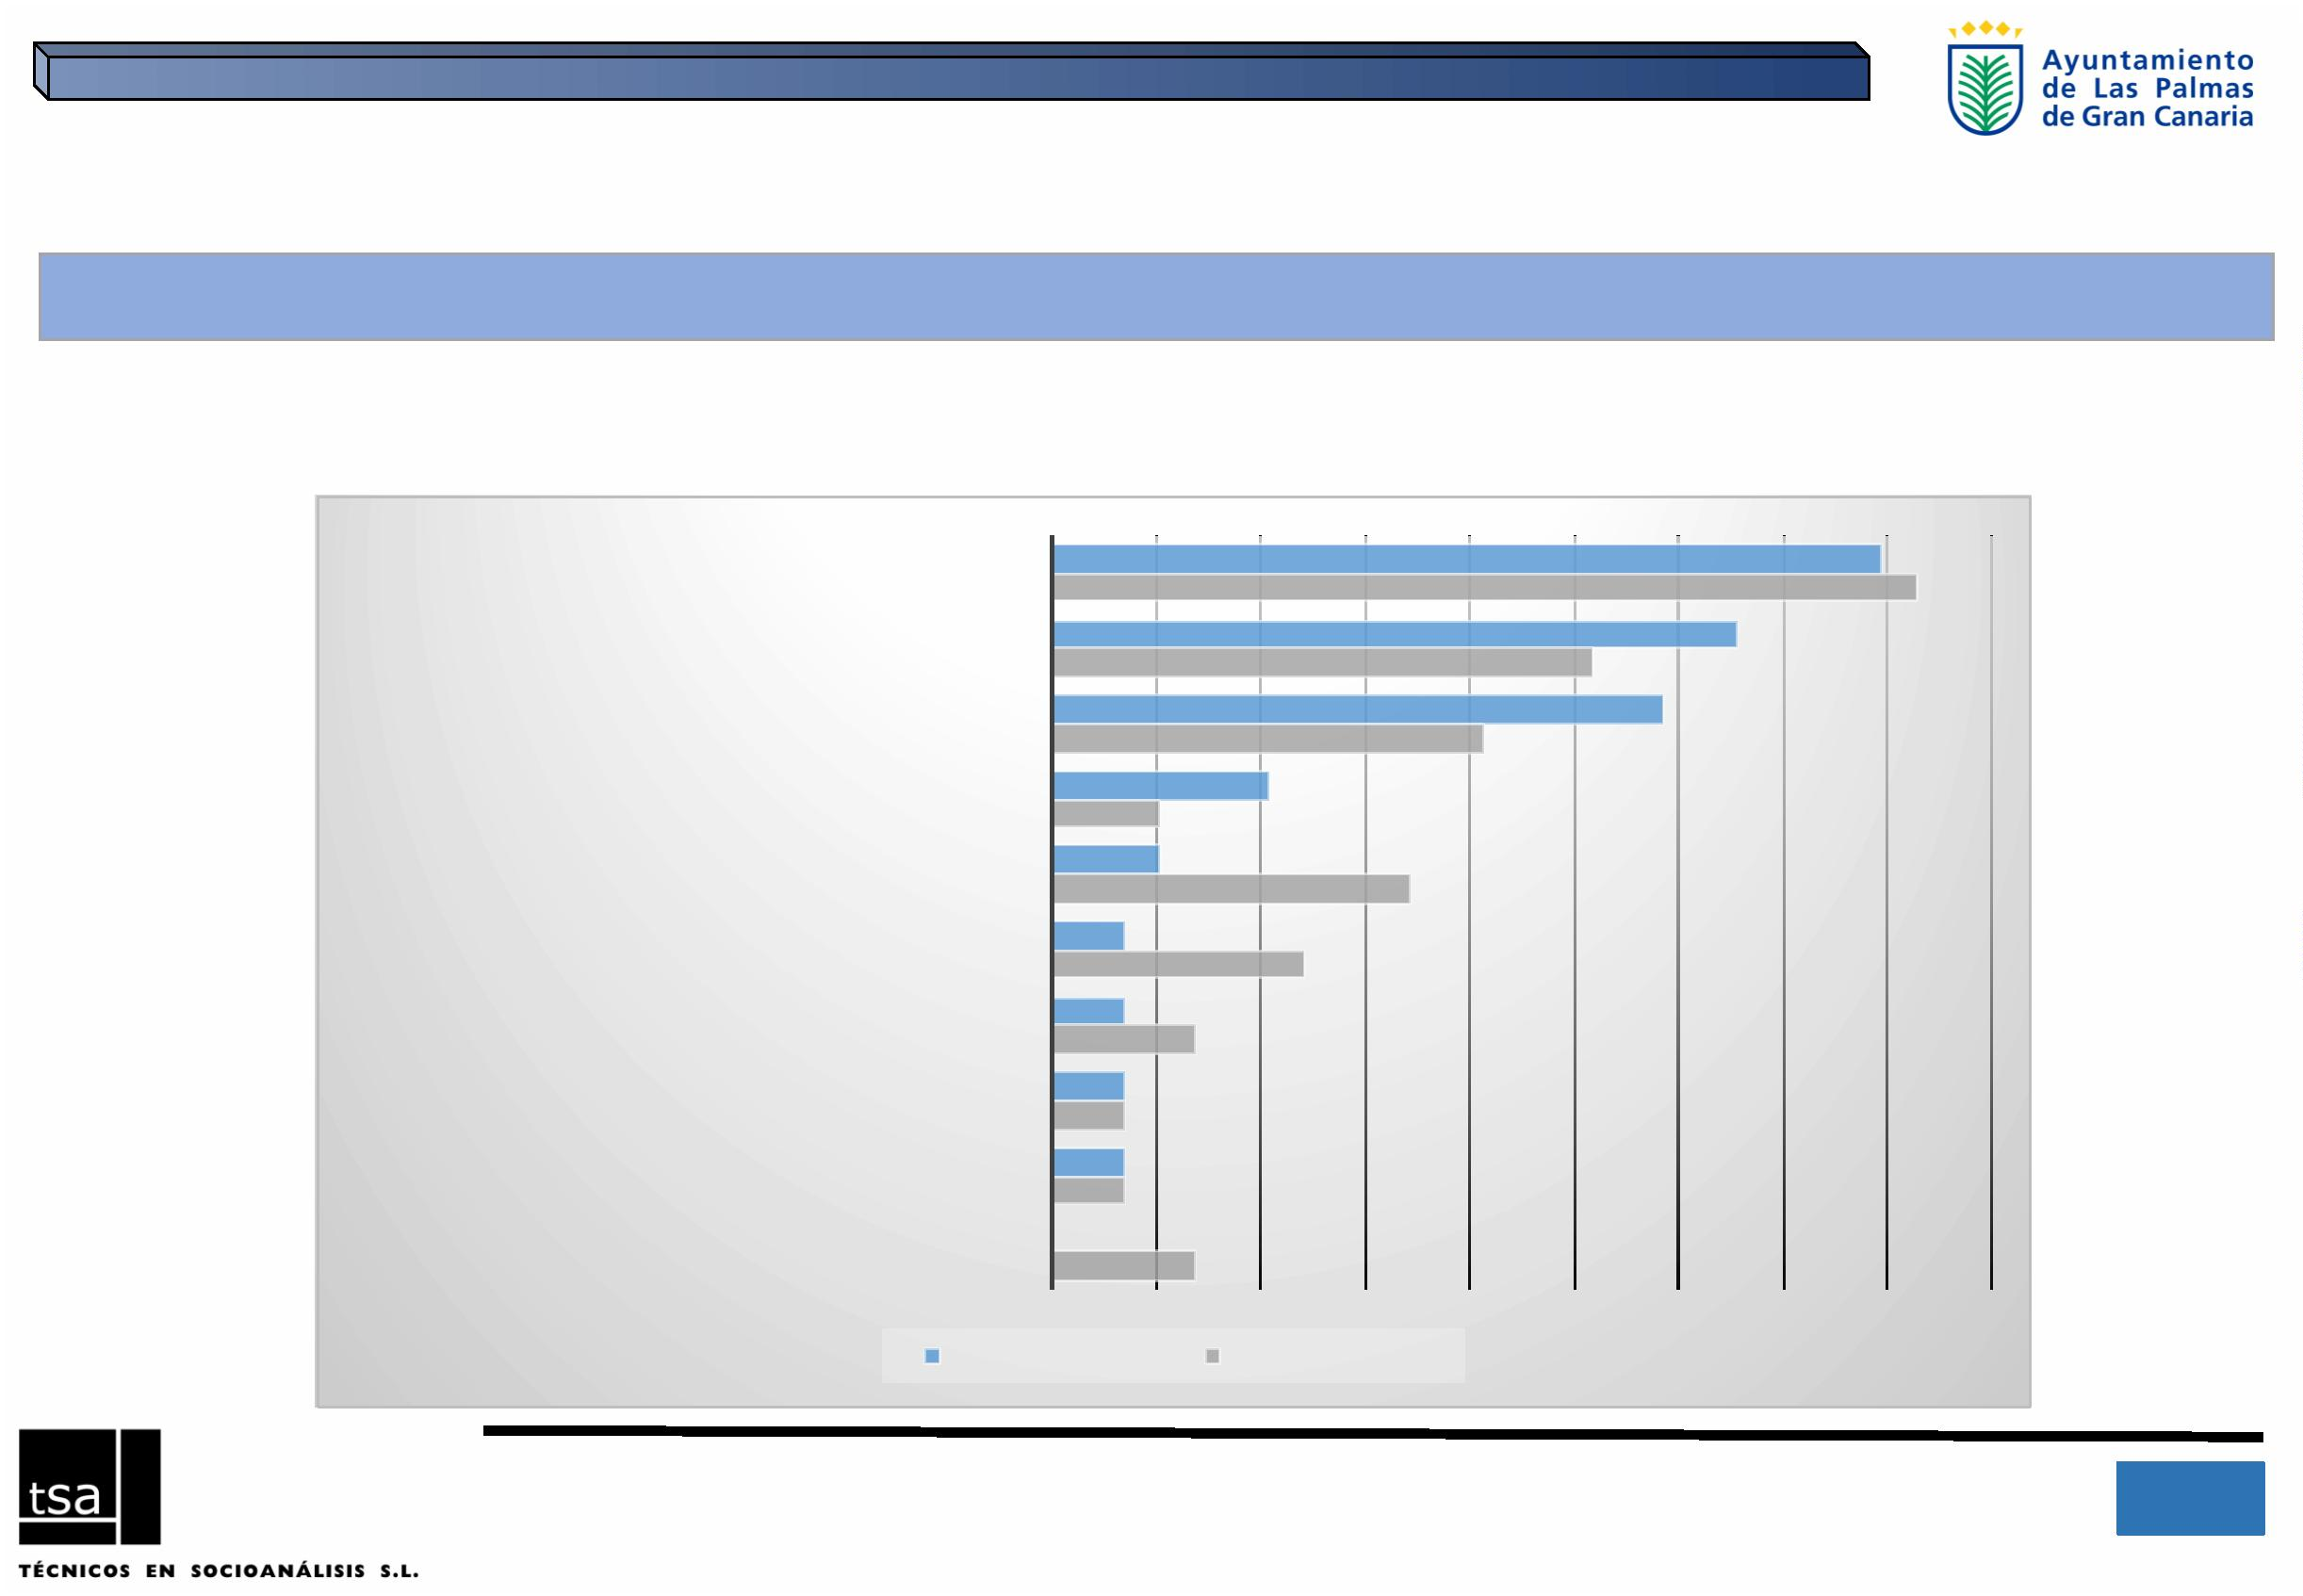 Ayuntamiento
de Las Palmas
de Gran Canaria
tsa
TÉCNICOS EN SOCIOANÁLISIS S.L.